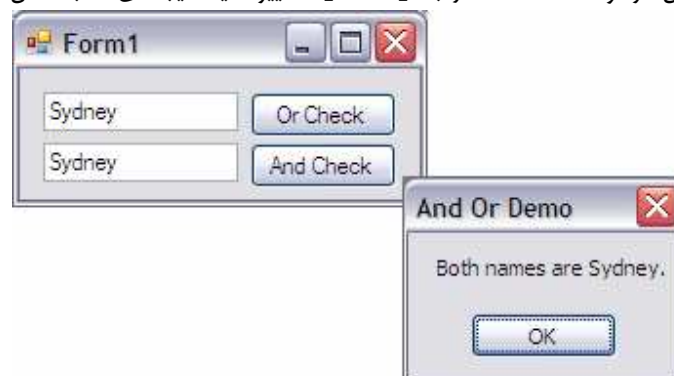 Form1
Sydney
Or Check
Sydney
And Check
And Or Demo
Both names are Sydney.
OK